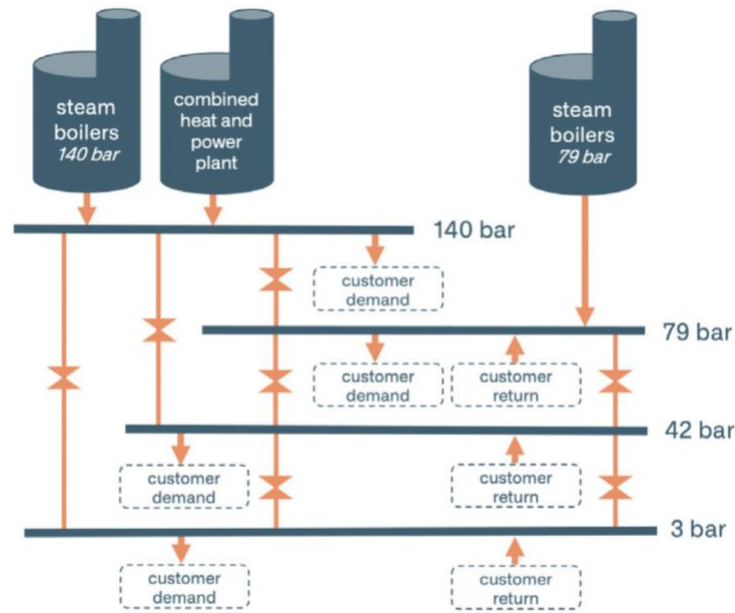 steam
boilers
140 bar
combined
heat and
power
plant
steam
boilers
79 bar
140 bar
customer
demand
79 bar
customer
demand
customer
return
42 bar
customer
demand
customer
return
3 bar
customer
demand
customer
return